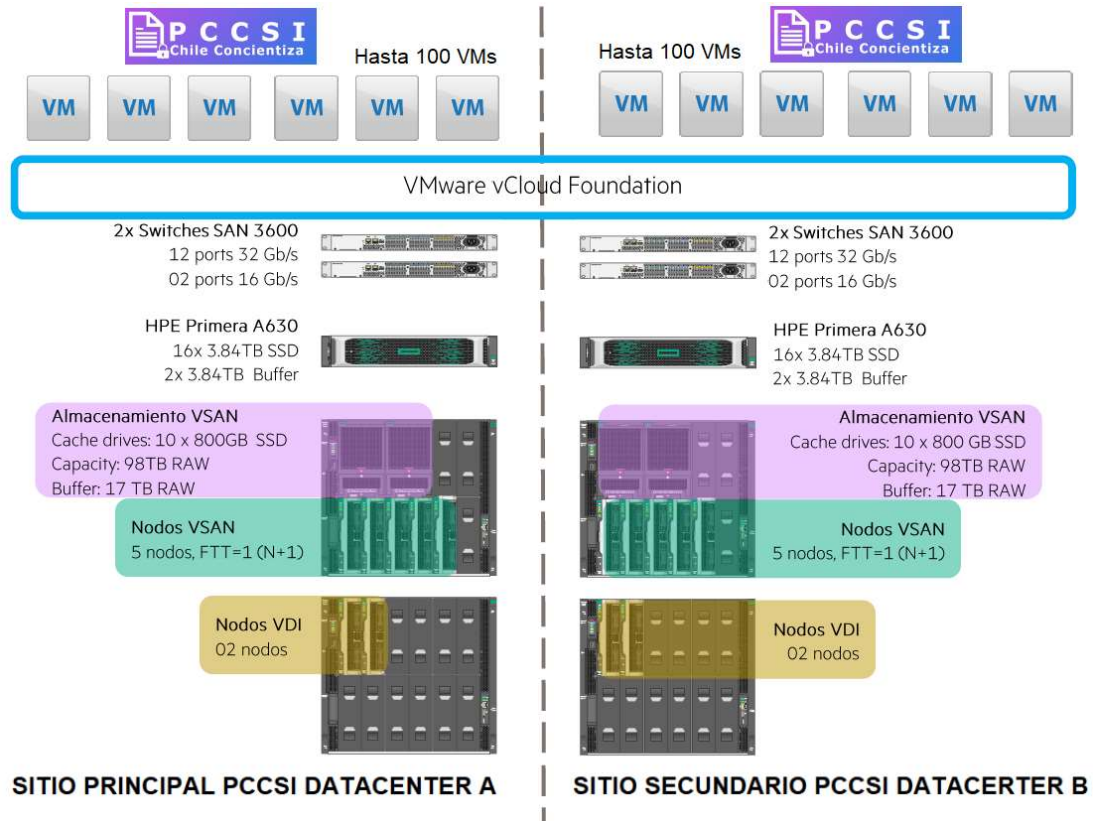 PCCSI
Chile Concientiza
Hasta 100 VMs
VM VM VM VM VM VM
PCCSI
Chile Concientiza
Hasta 100 VMs
VM VM VM VM VM VM
VMware vCloud Foundation
2x Switches SAN 3600
12 ports 32 Gb/s
02 ports 16 Gb/s
2x Switches SAN 3600
12 ports 32 Gb/s
02 ports 16 Gb/s
HPE Primera A630
16x 3.84TB SSD
2x 3.84TB Buffer
HPE Primera A630
16x 3.84TB SSD
2x 3.84TB Buffer
Almacenamiento VSAN
Cache drives: 10 x 800GB SSD
Capacity: 98TB RAW
Buffer: 17 TB RAW
Almacenamiento VSAN
Cache drives: 10 x 800 GB SSD
Capacity: 98TB RAW
Buffer: 17 TB RAW
Nodos VSAN
5 nodos, FTT=1 (N+1)
Nodos VSAN
5 nodos, FTT=1 (N+1)
Nodos VDI
02 nodos
Nodos VDI
02 nodos
SITIO PRINCIPAL PCCSI DATACENTER A
SITIO SECUNDARIO PCCSI DATACERTER B